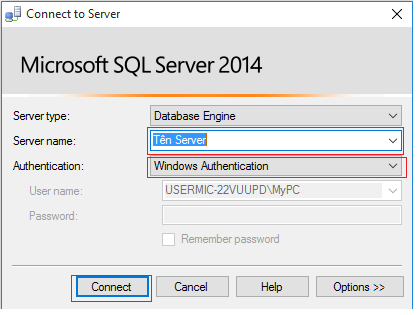 Connect to Server
Microsoft SQL Server 2014
Server type: Database Engine
Server name: Tên Server
Authentication: Windows Authentication
User name: USERMIC-22VUUPD\MyPC
Password:
Remember password
Connect Cancel Help Options >>